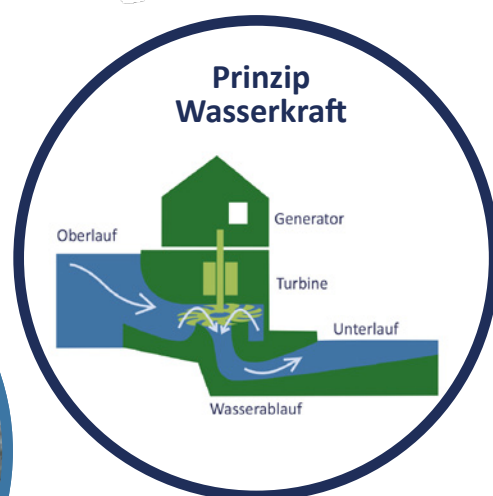 Prinzip
Wasserkraft
Generator
Oberlauf
Turbine
Unterlauf
Wasserablauf